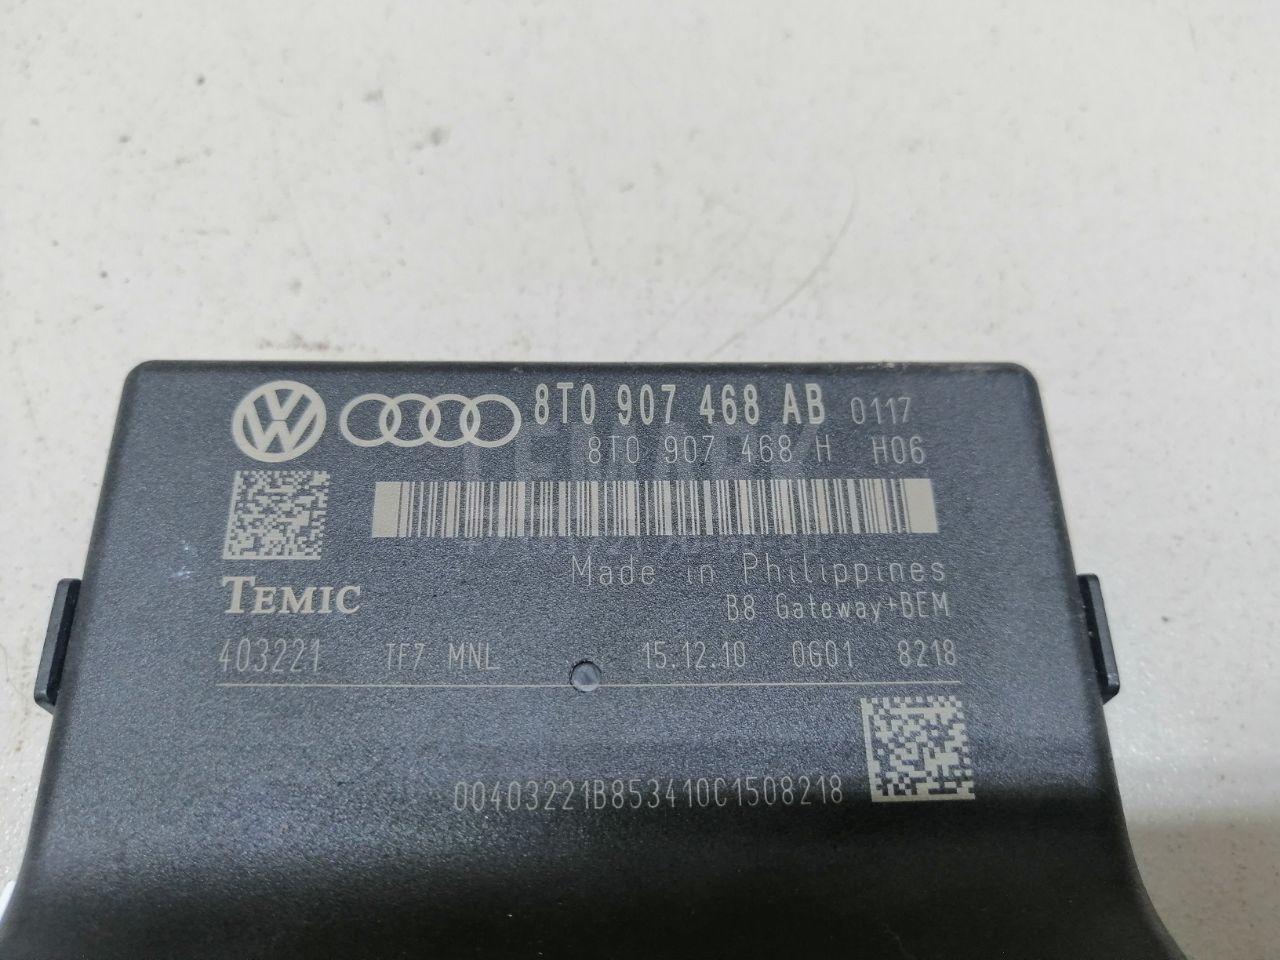 8T0 907 468 AB 0117
8T0 907 468 H H06
Made in Philippines
TEMIC
B8 Gateway+BEM
403221 TF7 MNL 15.12.10 0601 8218
00403221B853410C1508218